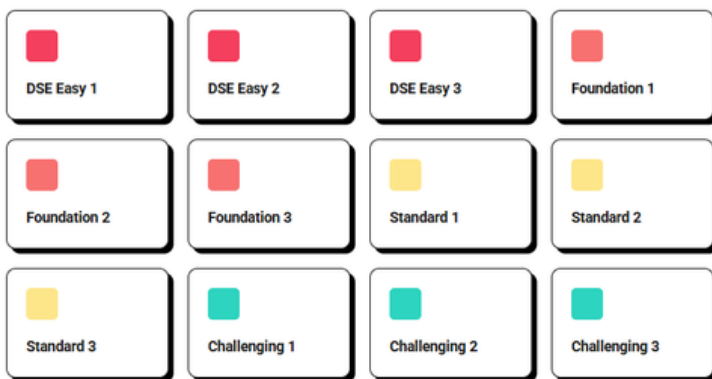 DSE Easy 1
DSE Easy 2
DSE Easy 3
Foundation 1
Foundation 2
Foundation 3
Standard 1
Standard 2
Standard 3
Challenging 1
Challenging 2
Challenging 3